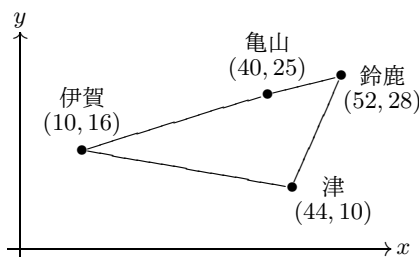 y
亀山
(40, 25)
鈴鹿
(52, 28)
伊賀
(10, 16)
津
(44, 10)
x